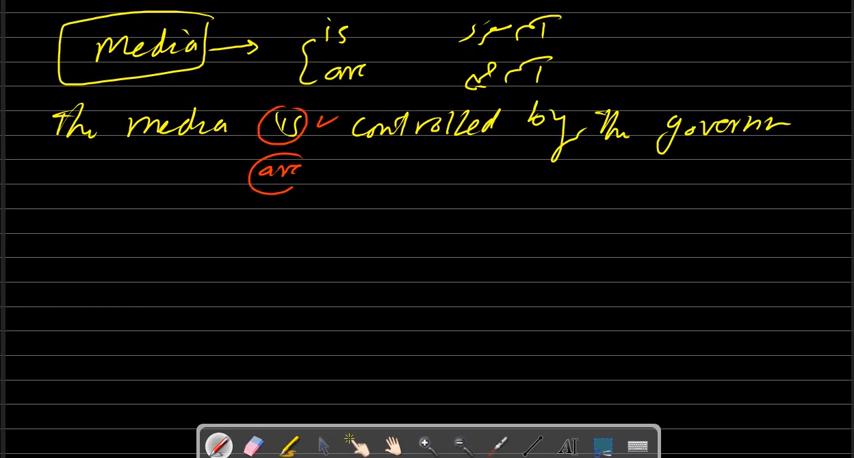 media → is
are
The media is ✓ controlled by the governm
are